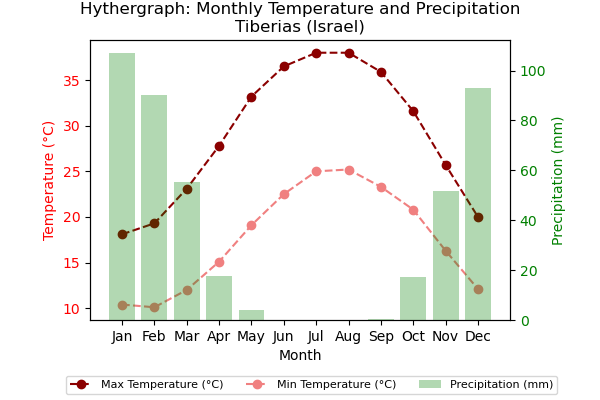 Hythergraph: Monthly Temperature and Precipitation
Tiberias (Israel)
35
30
25
20
15
10
Temperature (°C)
100
80
60
40
20
0
Precipitation (mm)
Jan Feb Mar Apr May Jun Jul Aug Sep Oct Nov Dec
Month
Max Temperature (°C) Min Temperature (°C) Precipitation (mm)